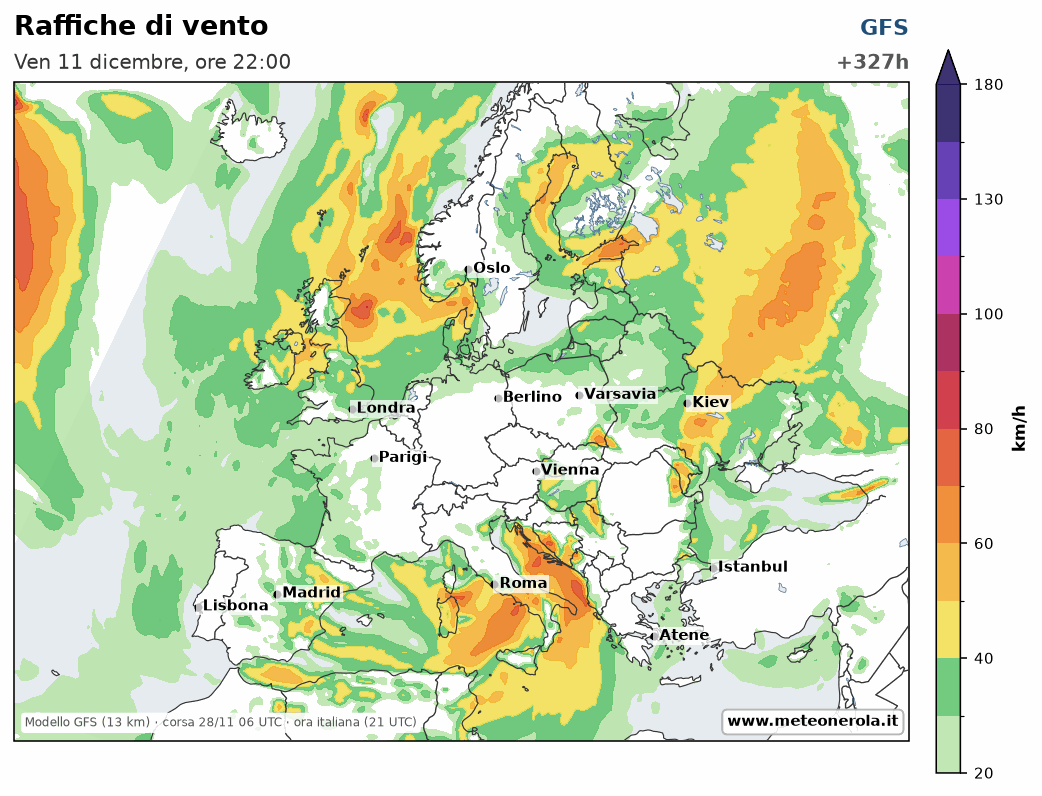 Raffiche di vento
GFS
Ven 11 dicembre, ore 22:00
+327h
180
130
100
80
60
40
20
km/h
Oslo
Berlino
Varsavia
Kiev
Londra
Parigi
Vienna
Istanbul
Roma
Madrid
Lisbona
Atene
Modello GFS (13 km) · corsa 28/11 06 UTC · ora italiana (21 UTC)
www.meteonerola.it